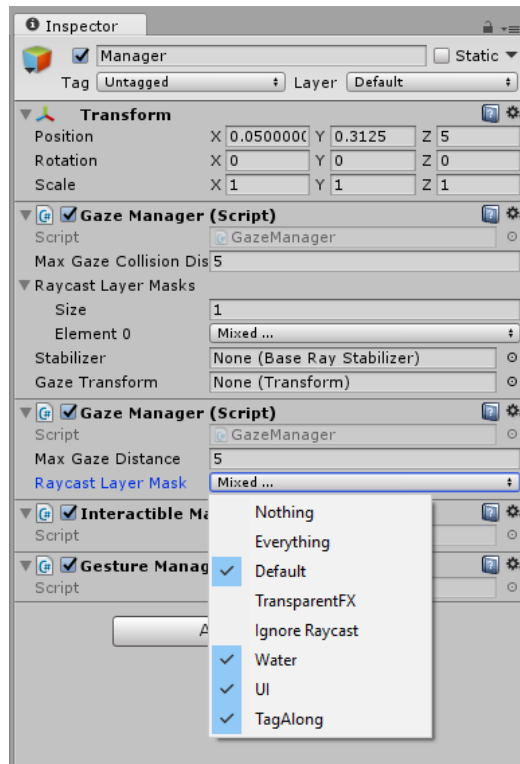 Inspector
Manager Static
Tag Untagged Layer Default
Transform
Position X 0.0500000 Y 0.3125 Z 5
Rotation X 0 Y 0 Z 0
Scale X 1 Y 1 Z 1
Gaze Manager (Script)
Script GazeManager
Max Gaze Collision Dis 5
Raycast Layer Masks
Size 1
Element 0 Mixed ...
Stabilizer None (Base Ray Stabilizer)
Gaze Transform None (Transform)
Gaze Manager (Script)
Script GazeManager
Max Gaze Distance 5
Raycast Layer Mask Mixed ...
Interactible Ma
Script
Gesture Manag
Script
A
Nothing
Everything
Default
TransparentFX
Ignore Raycast
Water
UI
TagAlong